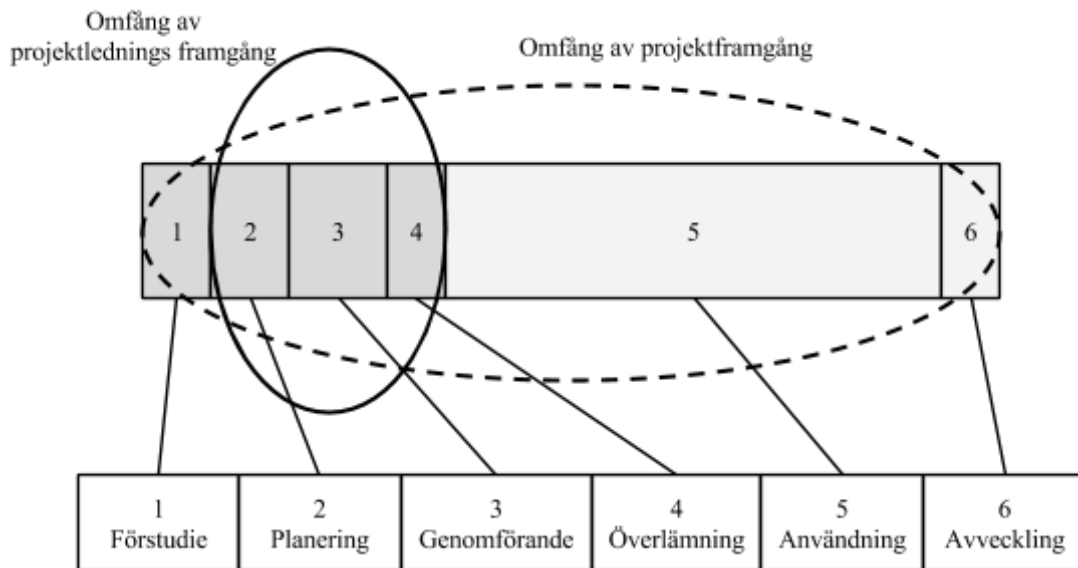 Omfång av
projektlednings framgång
Omfång av projektframgång
1
2
3
4
5
6
1
Förstudie
2
Planering
3
Genomförande
4
Överlämning
5
Användning
6
Avveckling